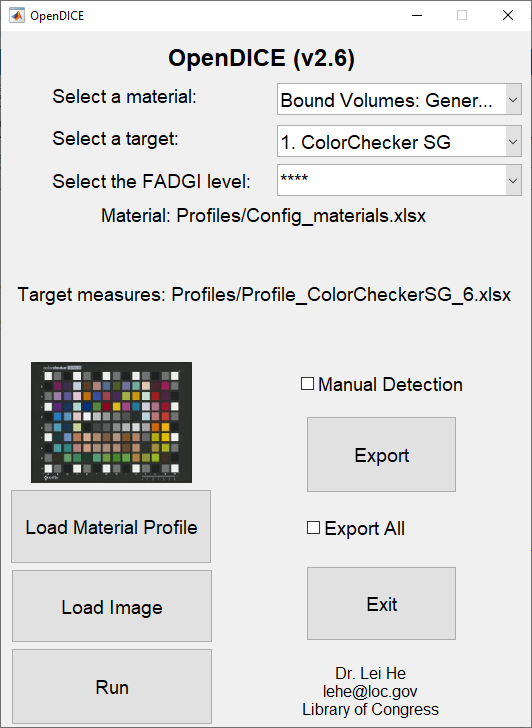 OpenDICE
OpenDICE (v2.6)
Select a material:
Bound Volumes: Gener...
Select a target:
1. ColorChecker SG
Select the FADGI level:
****
Material: Profiles/Config_materials.xlsx
Target measures: Profiles/Profile_ColorCheckerSG_6.xlsx
Manual Detection
Export
Load Material Profile
Export All
Load Image
Exit
Run
Dr. Lei He
lehe@loc.gov
Library of Congress